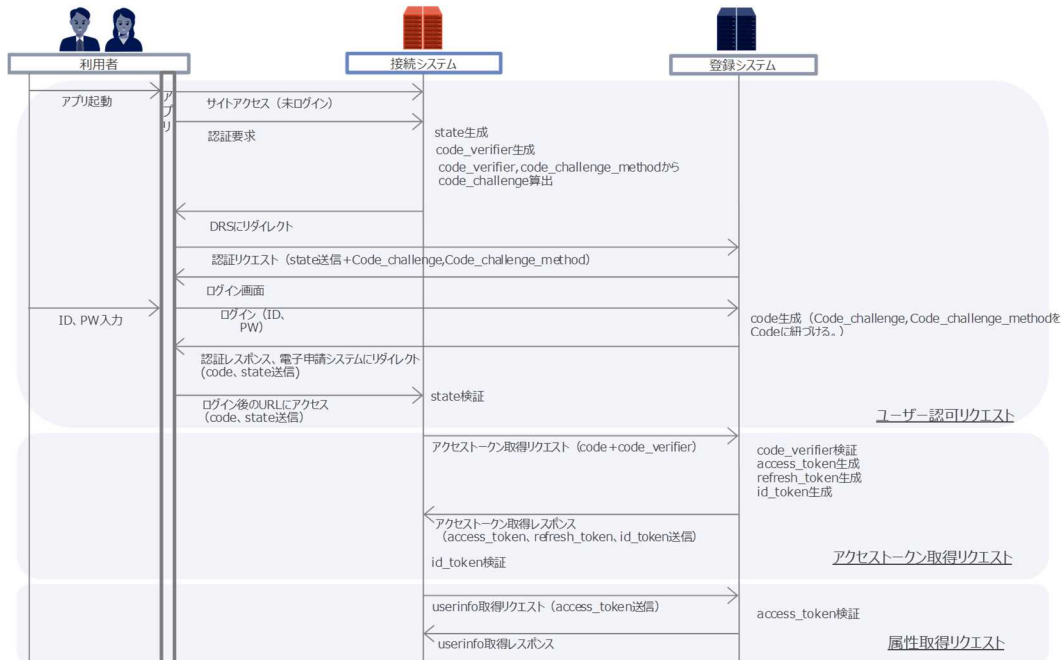 利用者
接続システム
登録システム
アプリ起動
アプリ
サイトアクセス（未ログイン）
認証要求
state生成
code_verifier生成
code_verifier,code_challenge_methodから
code_challenge算出
DRSにリダイレクト
認証リクエスト（state送信+Code_challenge,Code_challenge_method）
ログイン画面
ID、PW入力
ログイン（ID、
PW）
code生成（Code_challenge,Code_challenge_methodを
Codeに紐づける。）
認証レスポンス、電子申請システムにリダイレクト
(code、state送信)
ログイン後のURLにアクセス
（code、state送信）
state検証
ユーザー認可リクエスト
アクセストークン取得リクエスト（code+code_verifier）
code_verifier検証
access_token生成
refresh_token生成
id_token生成
アクセストークン取得レスポンス
（access_token、refresh_token、id_token送信）
id_token検証
アクセストークン取得リクエスト
userinfo取得リクエスト（access_token送信）
access_token検証
userinfo取得レスポンス
属性取得リクエスト